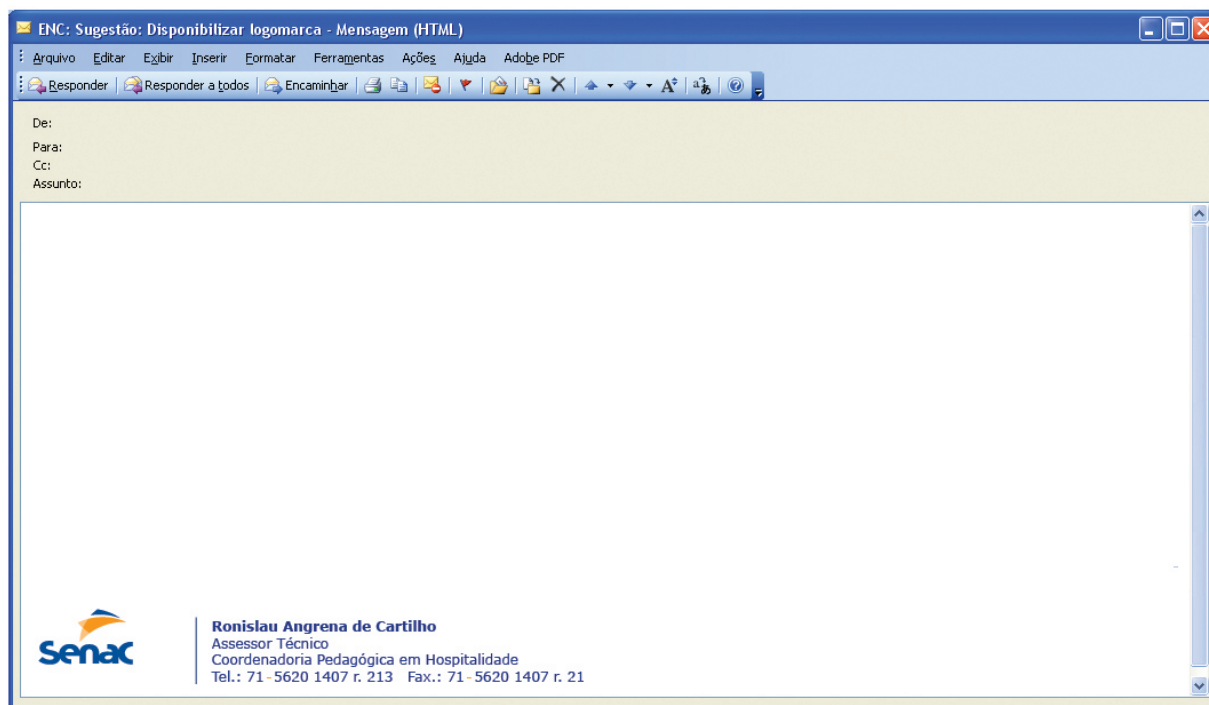 ENC: Sugestão: Disponibilizar logomarca - Mensagem (HTML)
Arquivo Editar Exibir Inserir Formatar Ferramentas Ações Ajuda Adobe PDF
Responder Responder a todos Encaminhar
De:
Para:
Cc:
Assunto:
Senac
Ronislau Angrena de Cartilho
Assessor Técnico
Coordenadoria Pedagógica em Hospitalidade
Tel.: 71-5620 1407 r. 213 Fax.: 71-5620 1407 r. 21